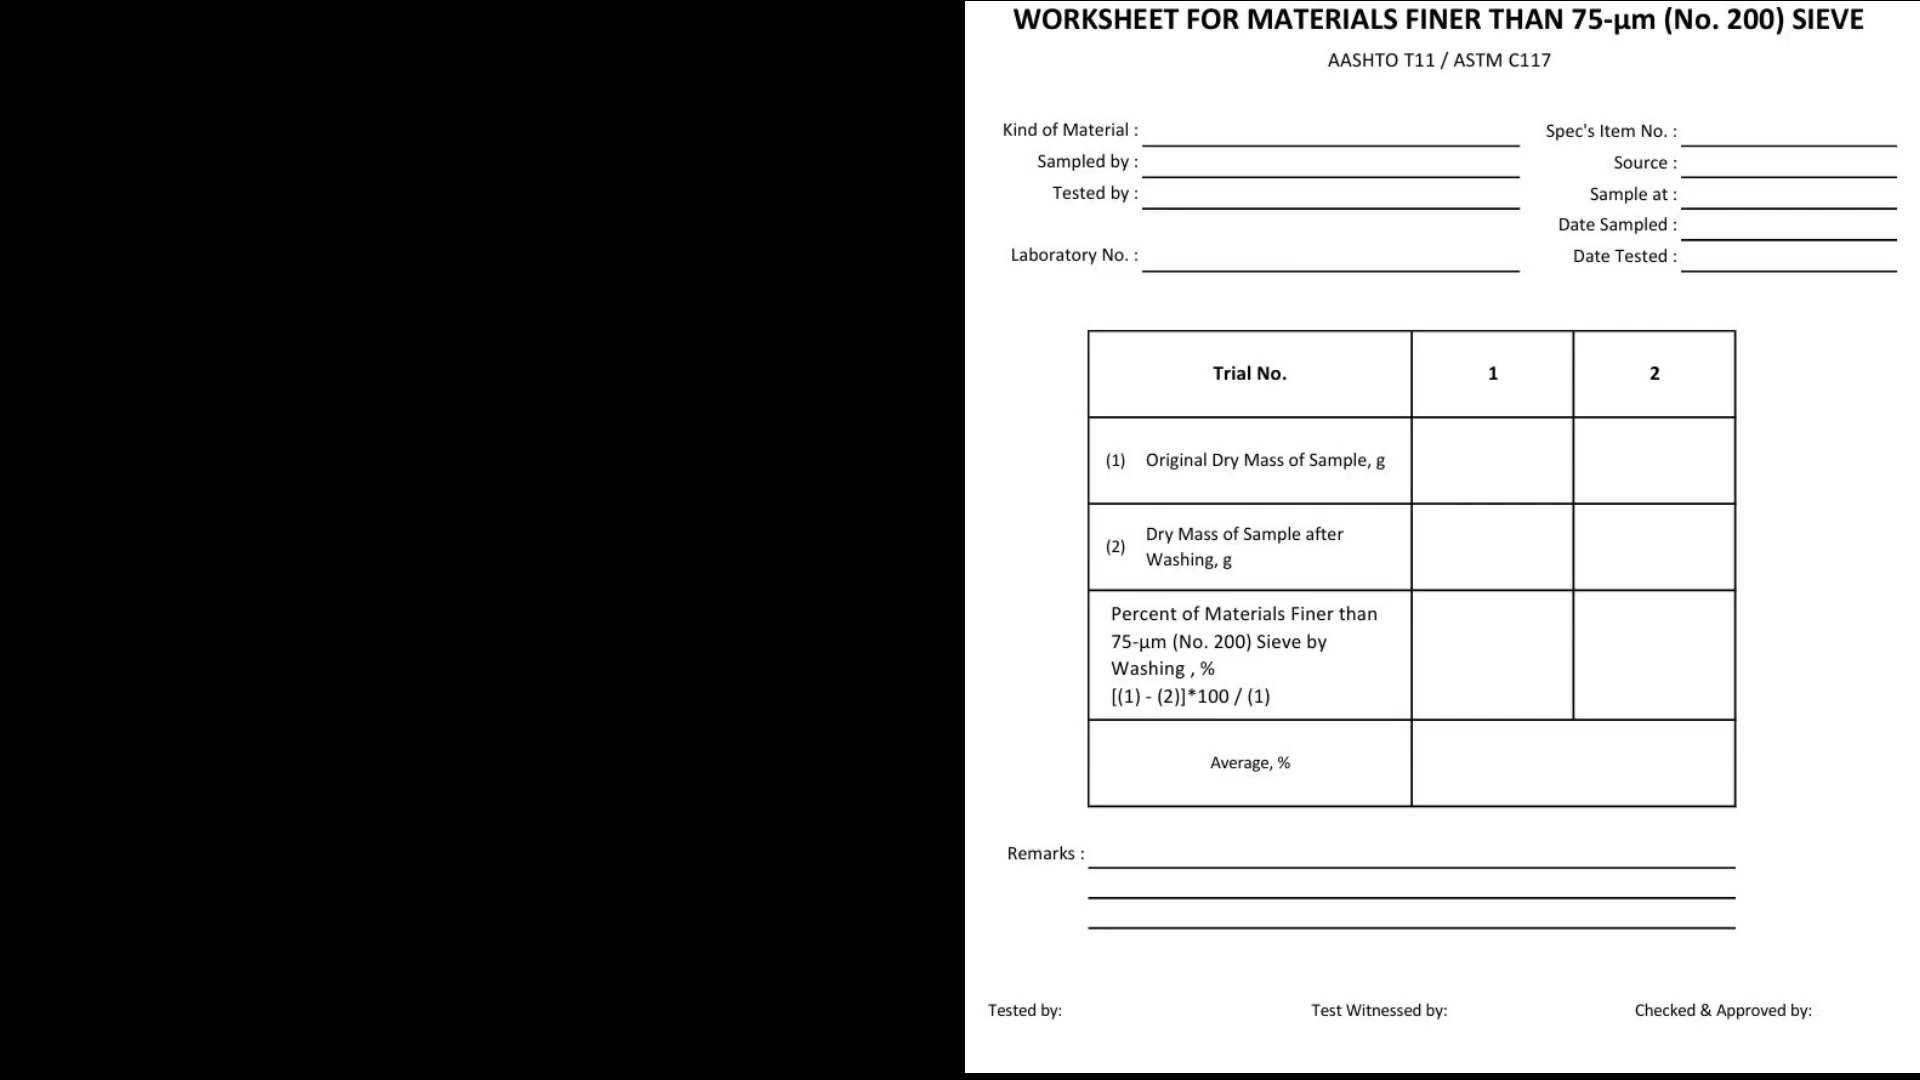 WORKSHEET FOR MATERIALS FINER THAN 75-µm (No. 200) SIEVE
AASHTO T11 / ASTM C117
Kind of Material :
Spec's Item No. :
Sampled by :
Source :
Tested by :
Sample at :
Date Sampled :
Laboratory No. :
Date Tested :
Trial No. 1 2
(1) Original Dry Mass of Sample, g
(2) Dry Mass of Sample after
Washing, g
Percent of Materials Finer than
75-µm (No. 200) Sieve by
Washing , %
[(1) - (2)]*100 / (1)
Average, %
Remarks :
Tested by:
Test Witnessed by:
Checked & Approved by: